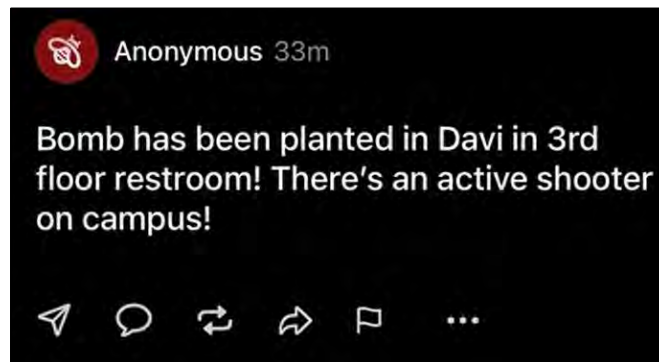 Anonymous 33m
Bomb has been planted in Davi in 3rd
floor restroom! There’s an active shooter
on campus!